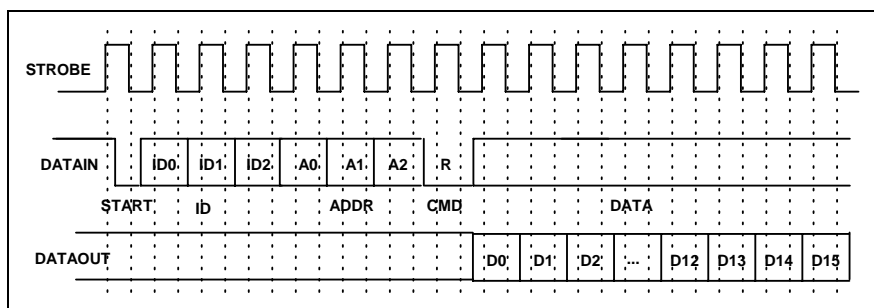 STROBE
DATAIN ID0 ID1 ID2 A0 A1 A2 R
START ID ADDR CMD DATA
DATAOUT D0 D1 D2 ... D12 D13 D14 D15